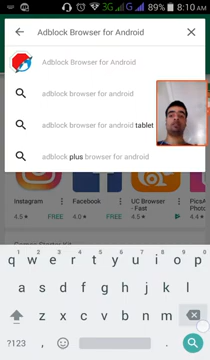 89% 8:10 AM
Adblock Browser for Android
Adblock Browser for Android
adblock browser for android
adblock browser for android tablet
adblock plus browser for android
Instagram Facebook UC Browser - Fast
4.5★ FREE 4.0★ FREE 4.5★
q w e r t y u i o p
a s d f g h j k l
z x c v b n m
?123 , .